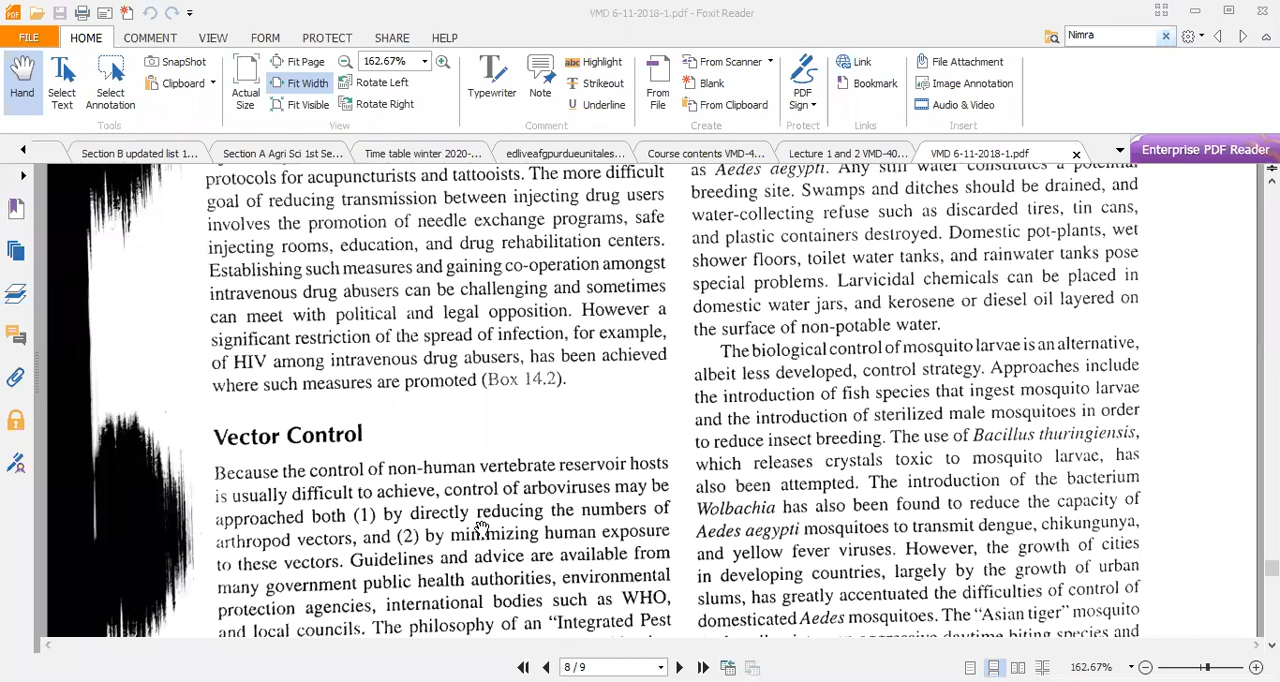 VMD 6-11-2018-1.pdf - Foxit Reader
FILE HOME COMMENT VIEW FORM PROTECT SHARE HELP
Nimra
Hand
Select Text
Select Annotation
SnapShot
Clipboard
Tools
Actual Size
Fit Page
Fit Width
Fit Visible
162.67%
Rotate Left
Rotate Right
View
Typewriter
Note
Highlight
Strikeout
Underline
Comment
From File
From Scanner
Blank
From Clipboard
Create
PDF Sign
Protect
Link
Bookmark
Links
File Attachment
Image Annotation
Audio & Video
Insert
Section B updated list 1...
Section A Agri Sci 1st Se...
Time table worm 2020-...
edliveafgpurdueunitales...
Course contents VMD-4...
Lecture 1 and 2 VMD-40...
VMD 6-11-2018-1.pdf
Enterprise PDF Reader
protocols for acupuncturists and tattooists. The more difficult
goal of reducing transmission between injecting drug users
involves the promotion of needle exchange programs, safe
injecting rooms, education, and drug rehabilitation centers.
Establishing such measures and gaining co-operation amongst
intravenous drug abusers can be challenging and sometimes
can meet with political and legal opposition. However a
significant restriction of the spread of infection, for example,
of HIV among intravenous drug abusers, has been achieved
where such measures are promoted (Box 14.2).
Vector Control
Because the control of non-human vertebrate reservoir hosts
is usually difficult to achieve, control of arboviruses may be
approached both (1) by directly reducing the numbers of
arthropod vectors, and (2) by minimizing human exposure
to these vectors. Guidelines and advice are available from
many government public health authorities, environmental
protection agencies, international bodies such as WHO,
and local councils. The philosophy of an "Integrated Pest
as Aedes aegypti. Any still water constitutes a potential
breeding site. Swamps and ditches should be drained, and
water-collecting refuse such as discarded tires, tin cans,
and plastic containers destroyed. Domestic pot-plants, wet
shower floors, toilet water tanks, and rainwater tanks pose
special problems. Larvicidal chemicals can be placed in
domestic water jars, and kerosene or diesel oil layered on
the surface of non-potable water.
The biological control of mosquito larvae is an alternative,
albeit less developed, control strategy. Approaches include
the introduction of fish species that ingest mosquito larvae
and the introduction of sterilized male mosquitoes in order
to reduce insect breeding. The use of Bacillus thuringiensis,
which releases crystals toxic to mosquito larvae, has
also been attempted. The introduction of the bacterium
Wolbachia has also been found to reduce the capacity of
Aedes aegypti mosquitoes to transmit dengue, chikungunya,
and yellow fever viruses. However, the growth of cities
in developing countries, largely by the growth of urban
slums, has greatly accentuated the difficulties of control of
domesticated Aedes mosquitoes. The "Asian tiger" mosquito
aggressive daytime biting species and
8 / 9
162.67%